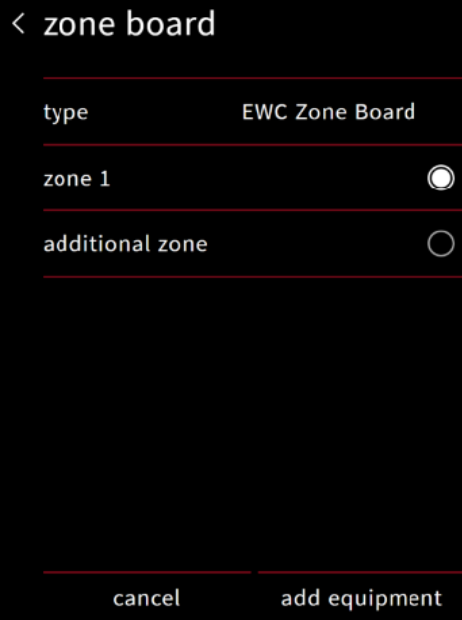 zone board
type EWC Zone Board
zone 1
additional zone
cancel add equipment